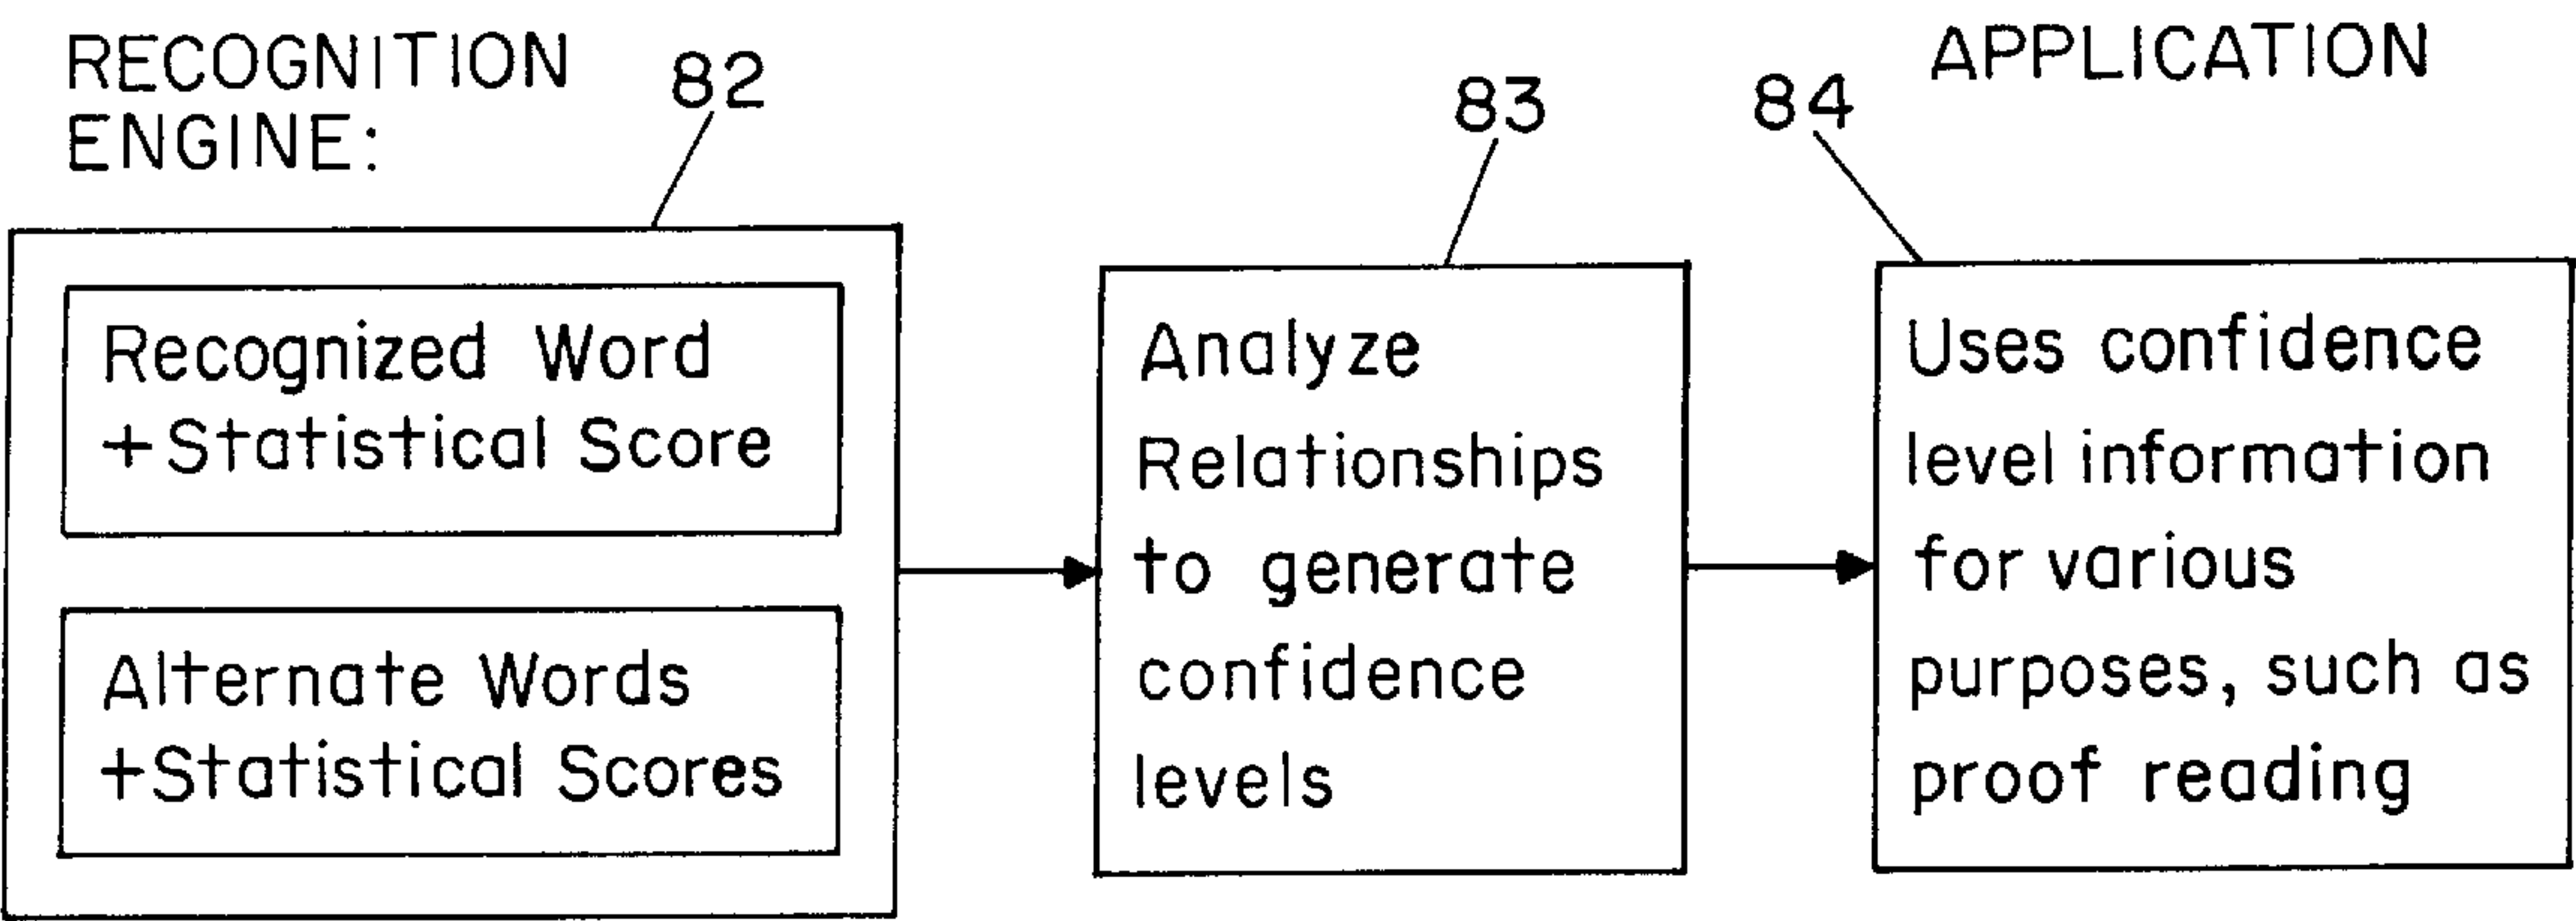 RECOGNITION
ENGINE:
82
Recognized Word
+Statistical Score
Alternate Words
+Statistical Scores
83
Analyze
Relationships
to generate
confidence
levels
APPLICATION
84
Uses confidence
level information
for various
purposes, such as
proof reading